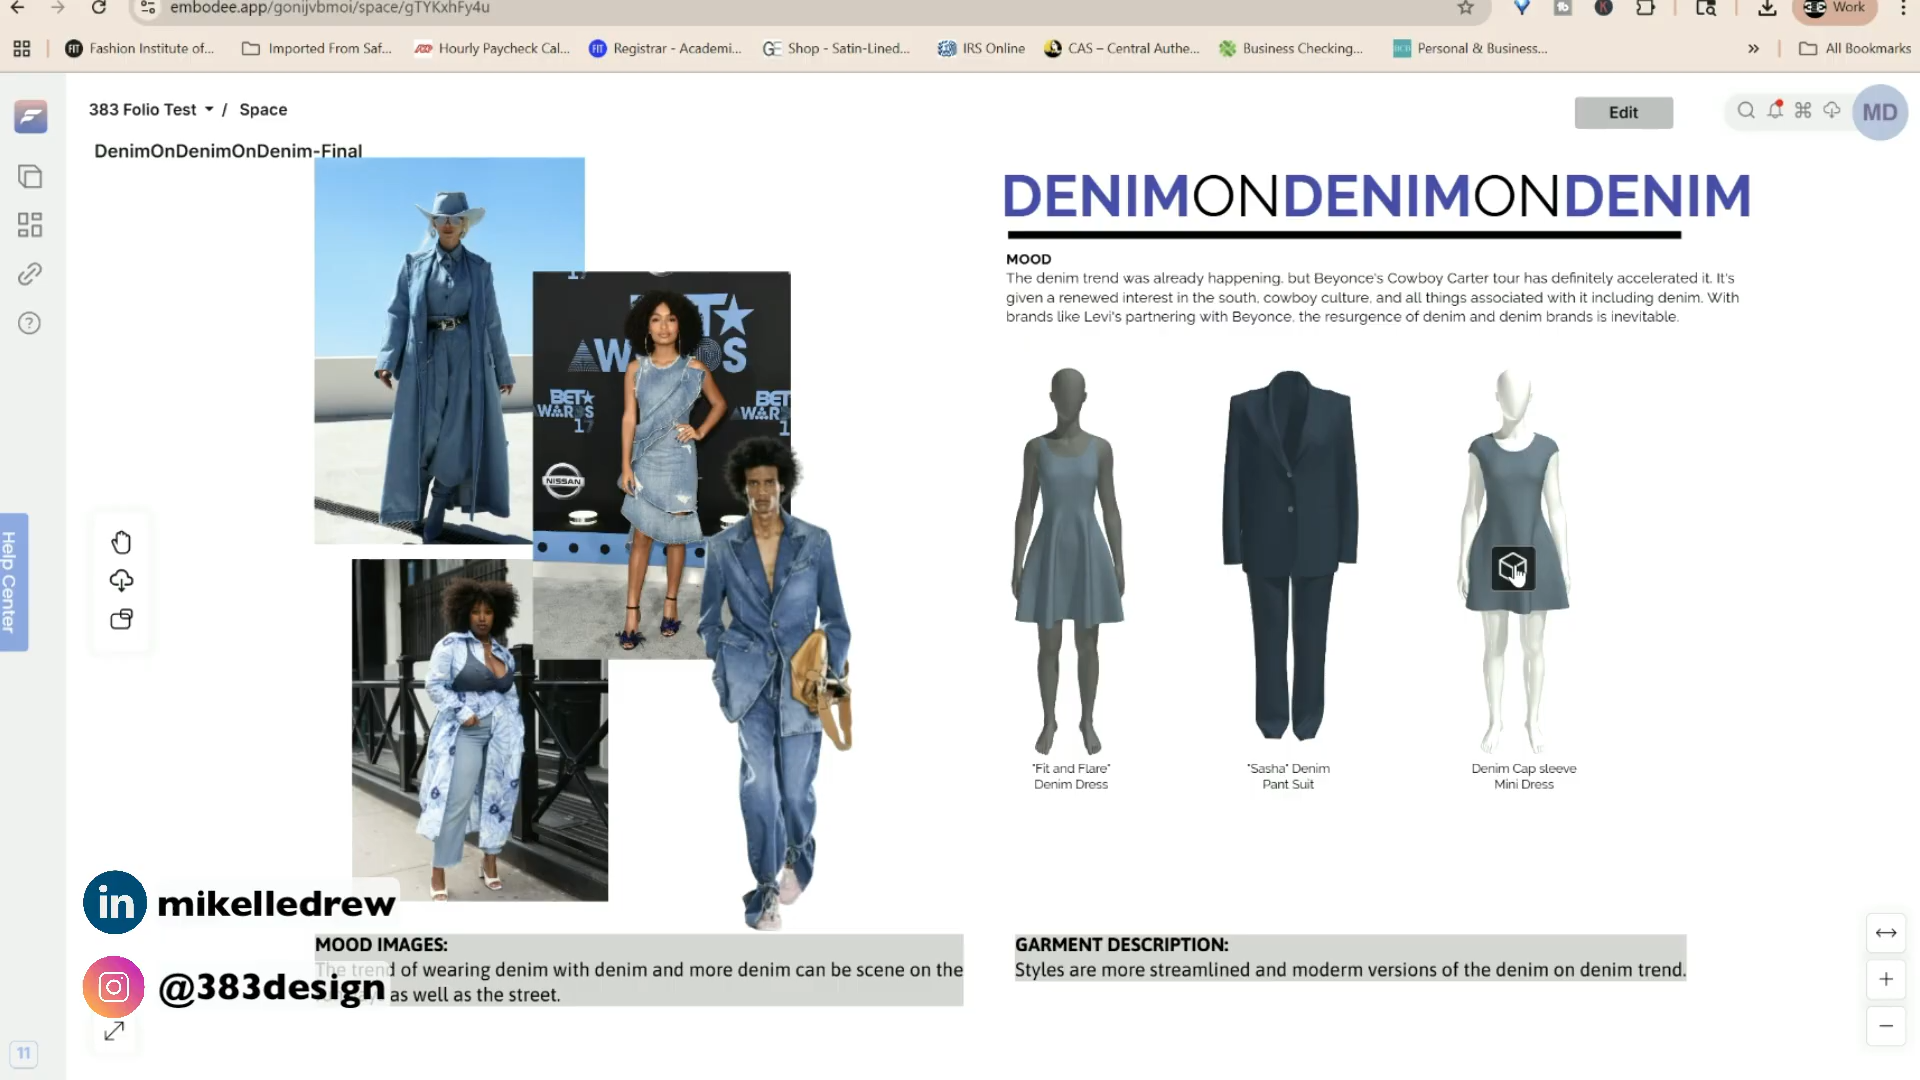 embodee.app/gonijvbmoi/space/gTYKxhFy4u
Work
Fashion Institute of...
Imported From Saf...
Hourly Paycheck Cal...
Registrar - Academi...
Shop - Satin-Lined...
IRS Online
CAS – Central Authe...
Business Checking,...
Personal & Business...
All Bookmarks
383 Folio Test / Space
Edit
MD
DenimOnDenimOnDenim-Final
DENIMONDENIMONDENIM
MOOD
The denim trend was already happening, but Beyonce's Cowboy Carter tour has definitely accelerated it. It's
given a renewed interest in the south, cowboy culture, and all things associated with it including denim. With
brands like Levi's partnering with Beyonce, the resurgence of denim and denim brands is inevitable.
BET
AWARDS
17
NISSAN
Help Center
"Fit and Flare"
Denim Dress
"Sasha" Denim
Pant Suit
Denim Cap sleeve
Mini Dress
in mikelledrew
@383design
MOOD IMAGES:
The trend of wearing denim with denim and more denim can be scene on the
as well as the street.
GARMENT DESCRIPTION:
Styles are more streamlined and moderm versions of the denim on denim trend.
11